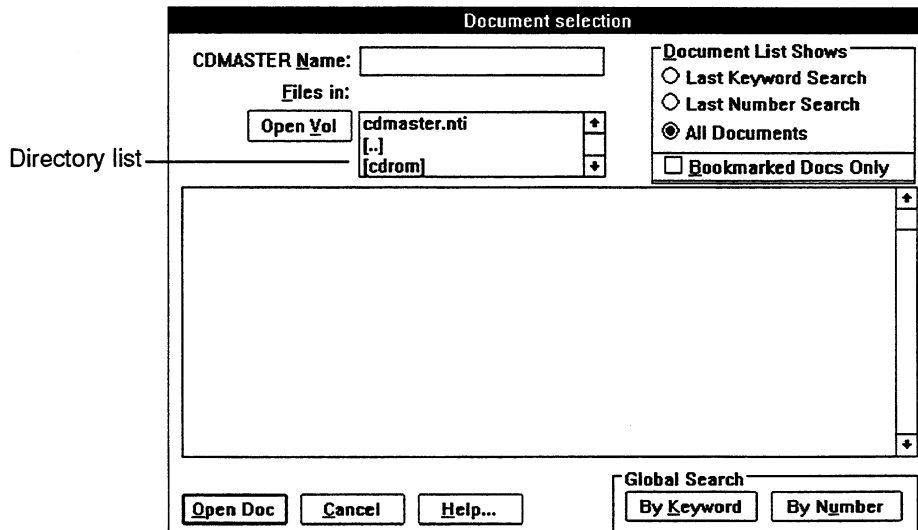 Document selection
CDMASTER Name:
Files in:
Open Vol
cdmaster.nti
[..]
[cdrom]
Directory list
Document List Shows
Last Keyword Search
Last Number Search
All Documents
Bookmarked Docs Only
Open Doc
Cancel
Help...
Global Search
By Keyword
By Number